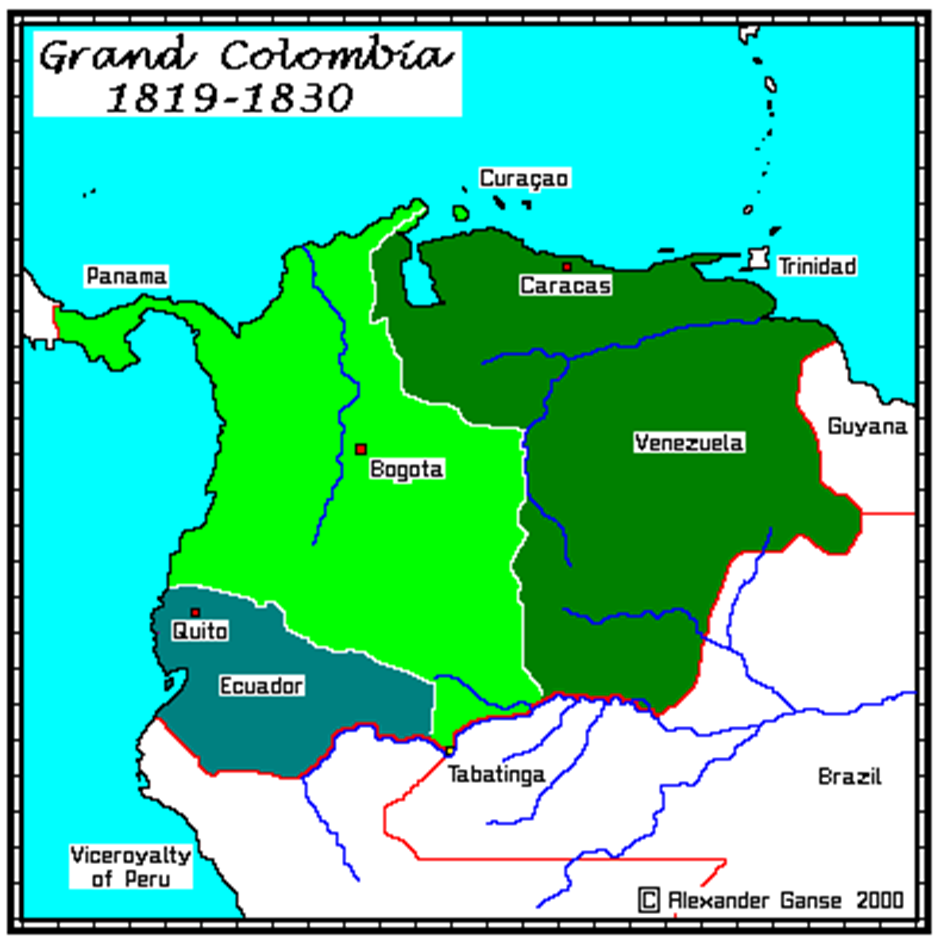 Grand Colombia
1819-1830
Curaçao
Panama
Trinidad
Caracas
Guyana
Venezuela
Bogota
Quito
Ecuador
Tabatinga
Brazil
Viceroyalty
of Peru
© Alexander Ganse 2000